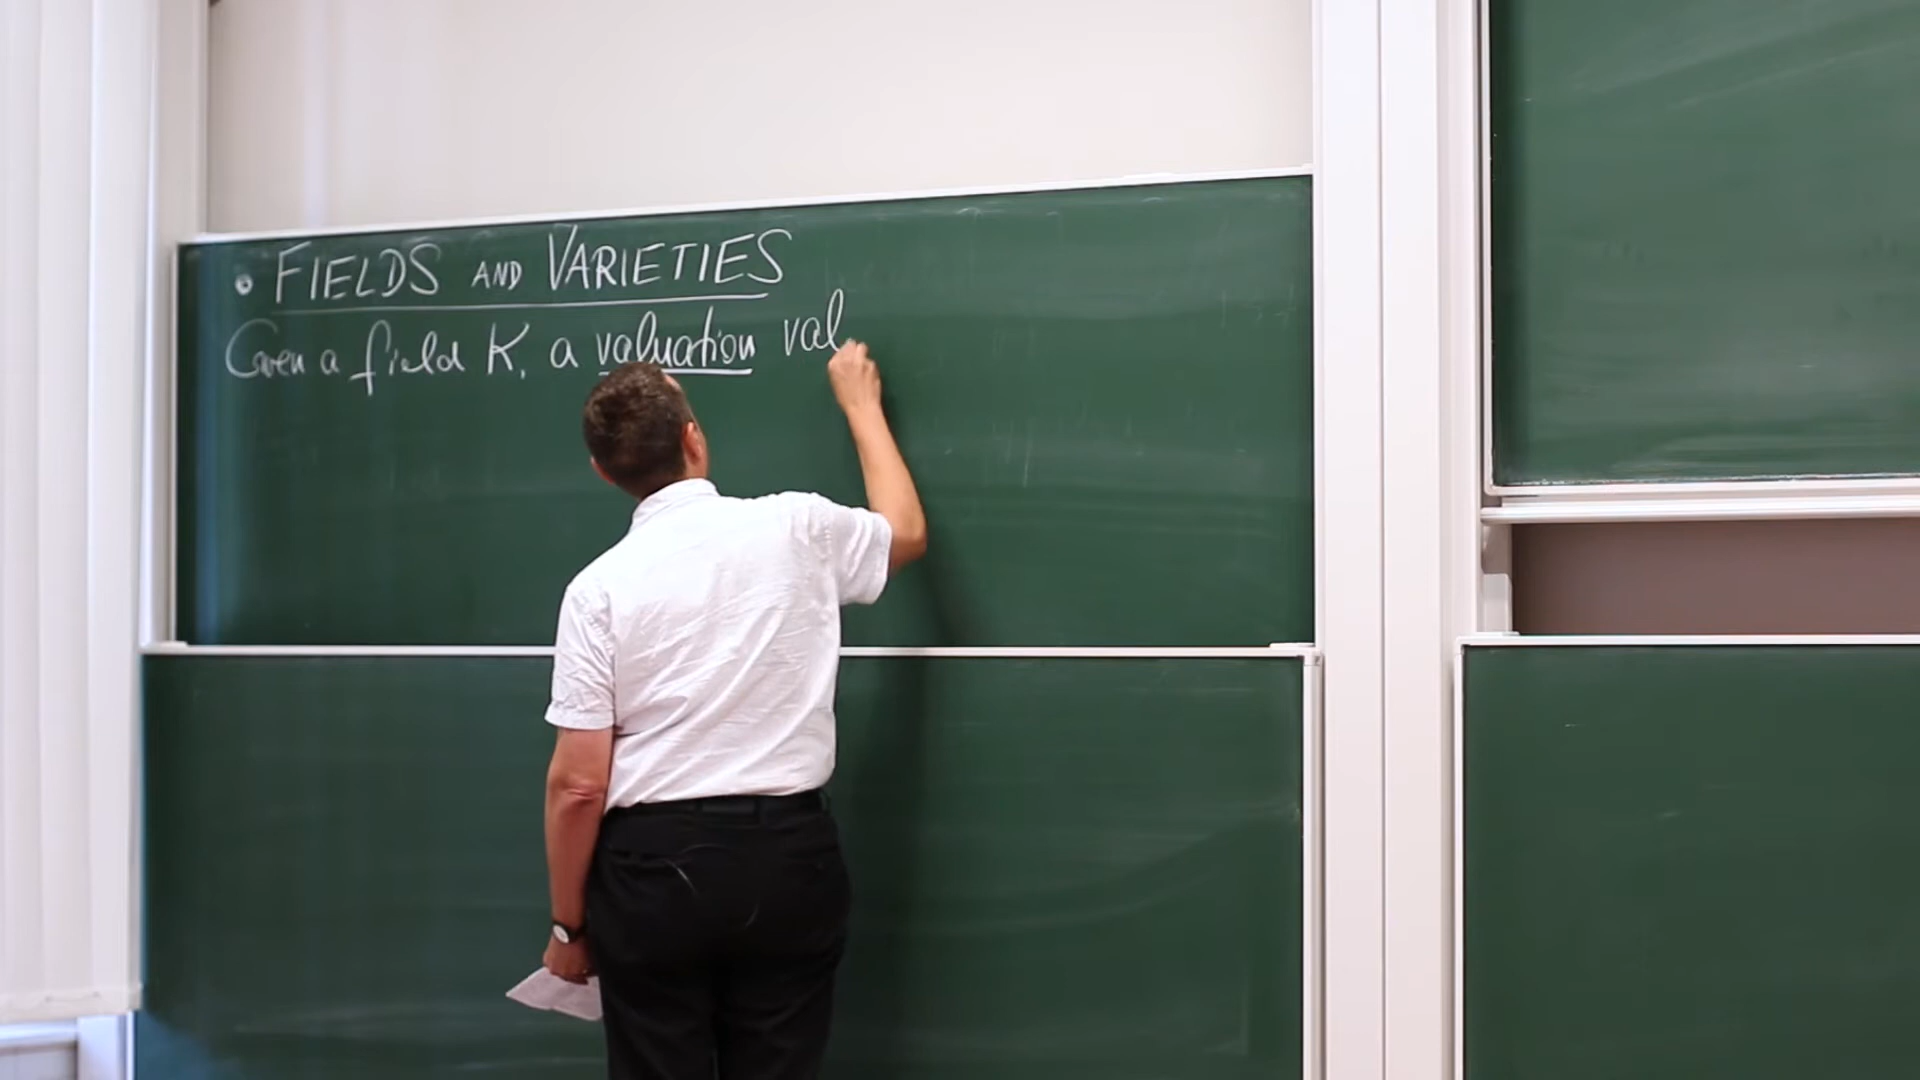 • FIELDS AND VARIETIES
Given a field K, a valuation val